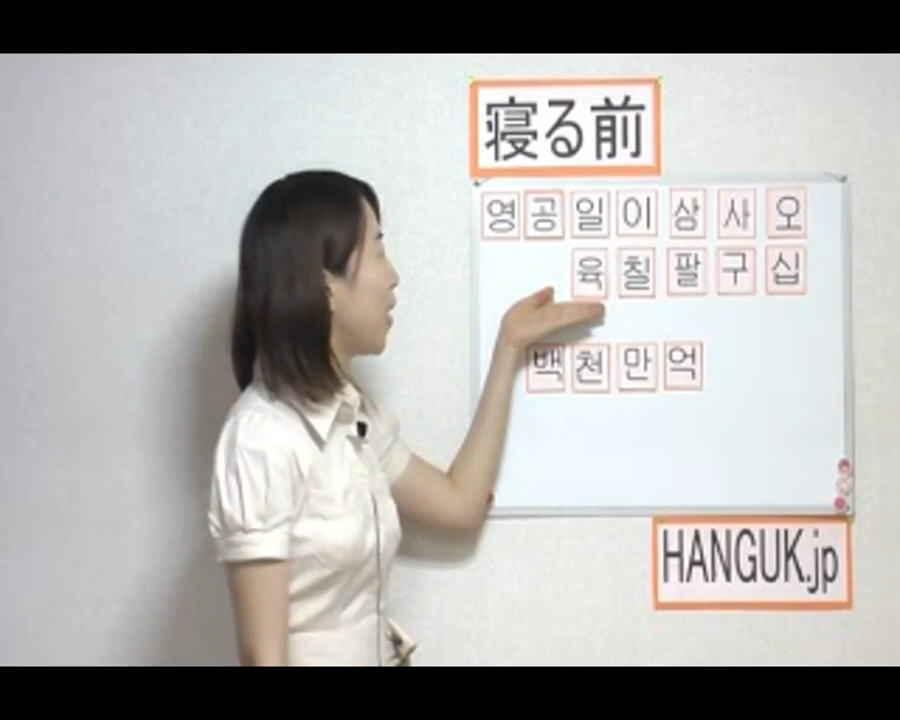 寝る前
영 공 일 이 삼 사 오
육 칠 팔 구 십
백 천 만 억
HANGUK.jp